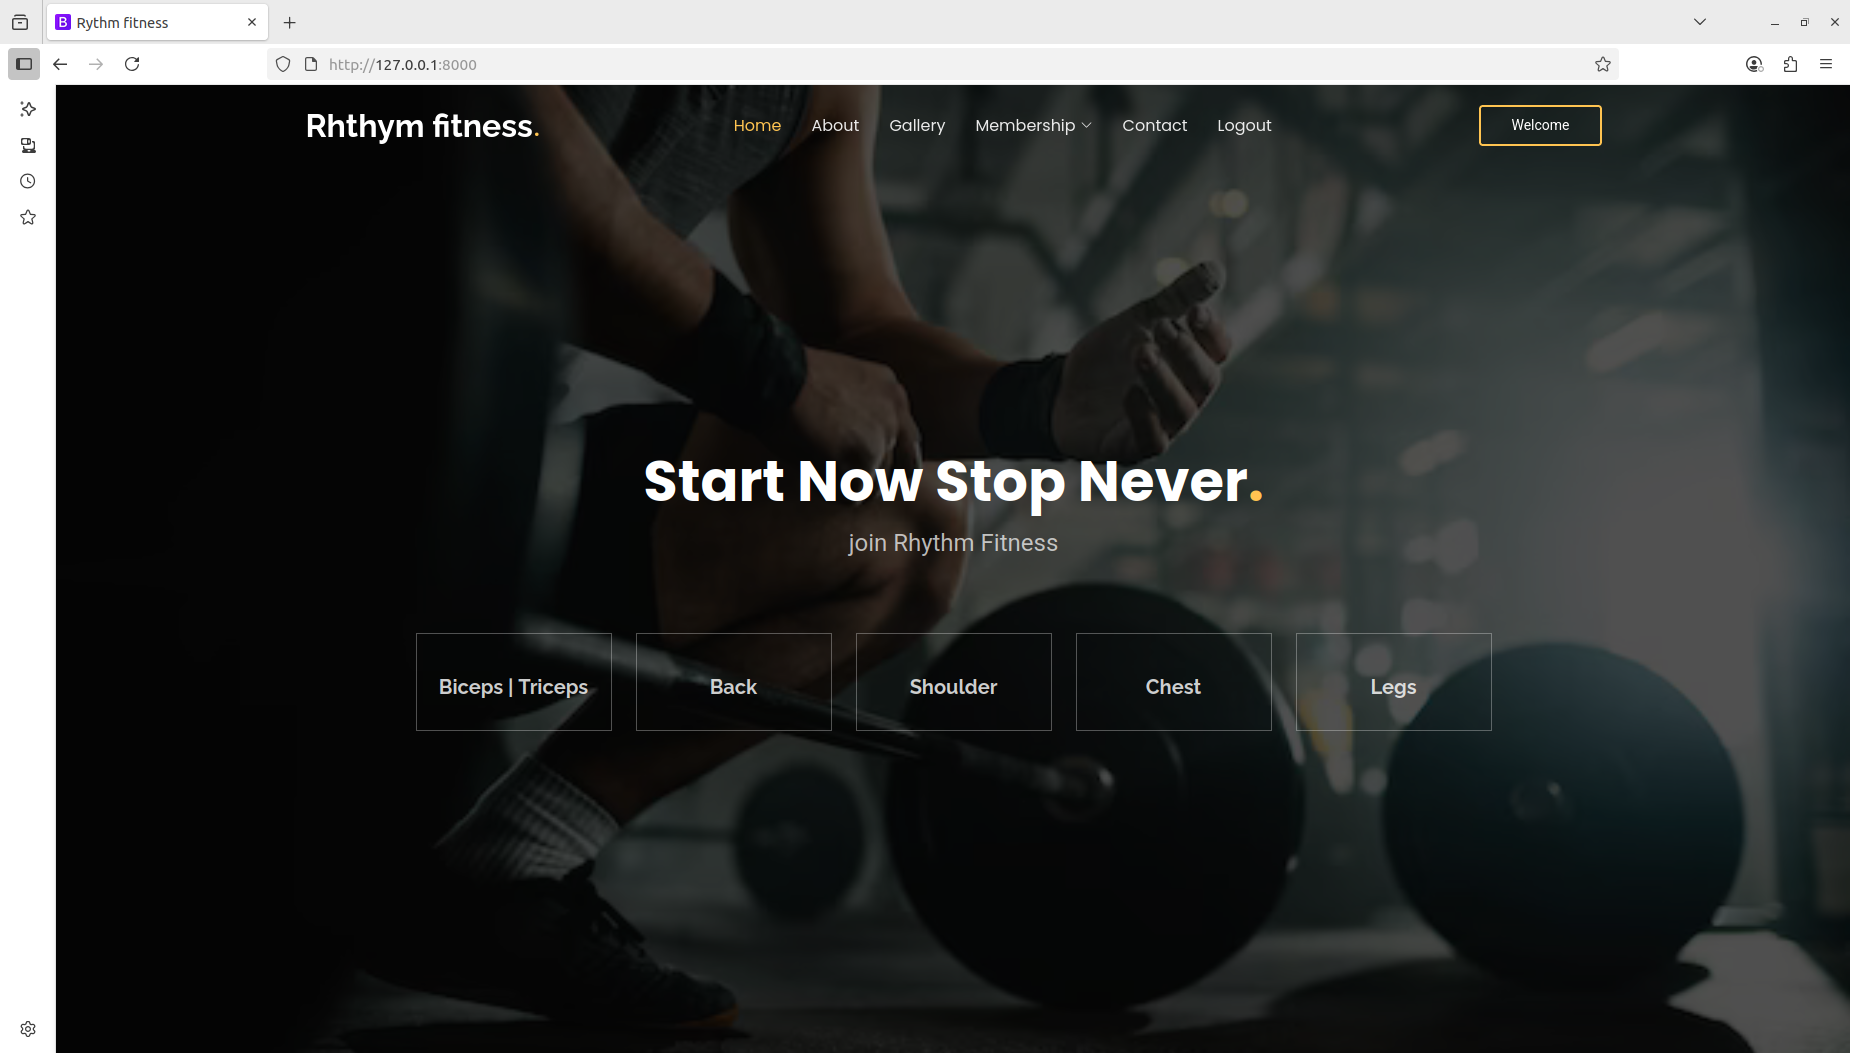 Rythm fitness
http://127.0.0.1:8000
Rhthym fitness.
Home About Gallery Membership Contact Logout
Welcome
Start Now Stop Never.
join Rhythm Fitness
Biceps | Triceps
Back
Shoulder
Chest
Legs